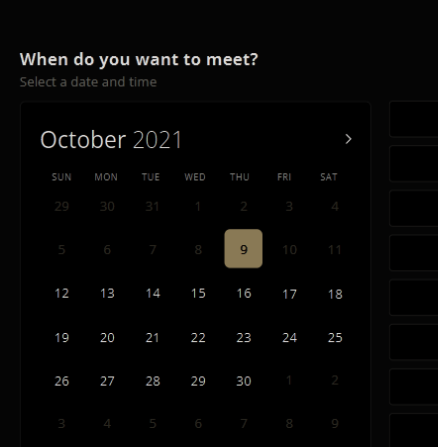 When do you want to meet?
Select a date and time
October 2021
SUN MON TUE WED THU FRI SAT
29 30 31 1 2 3 4
5 6 7 8 9 10 11
12 13 14 15 16 17 18
19 20 21 22 23 24 25
26 27 28 29 30 1 2
3 4 5 6 7 8 9